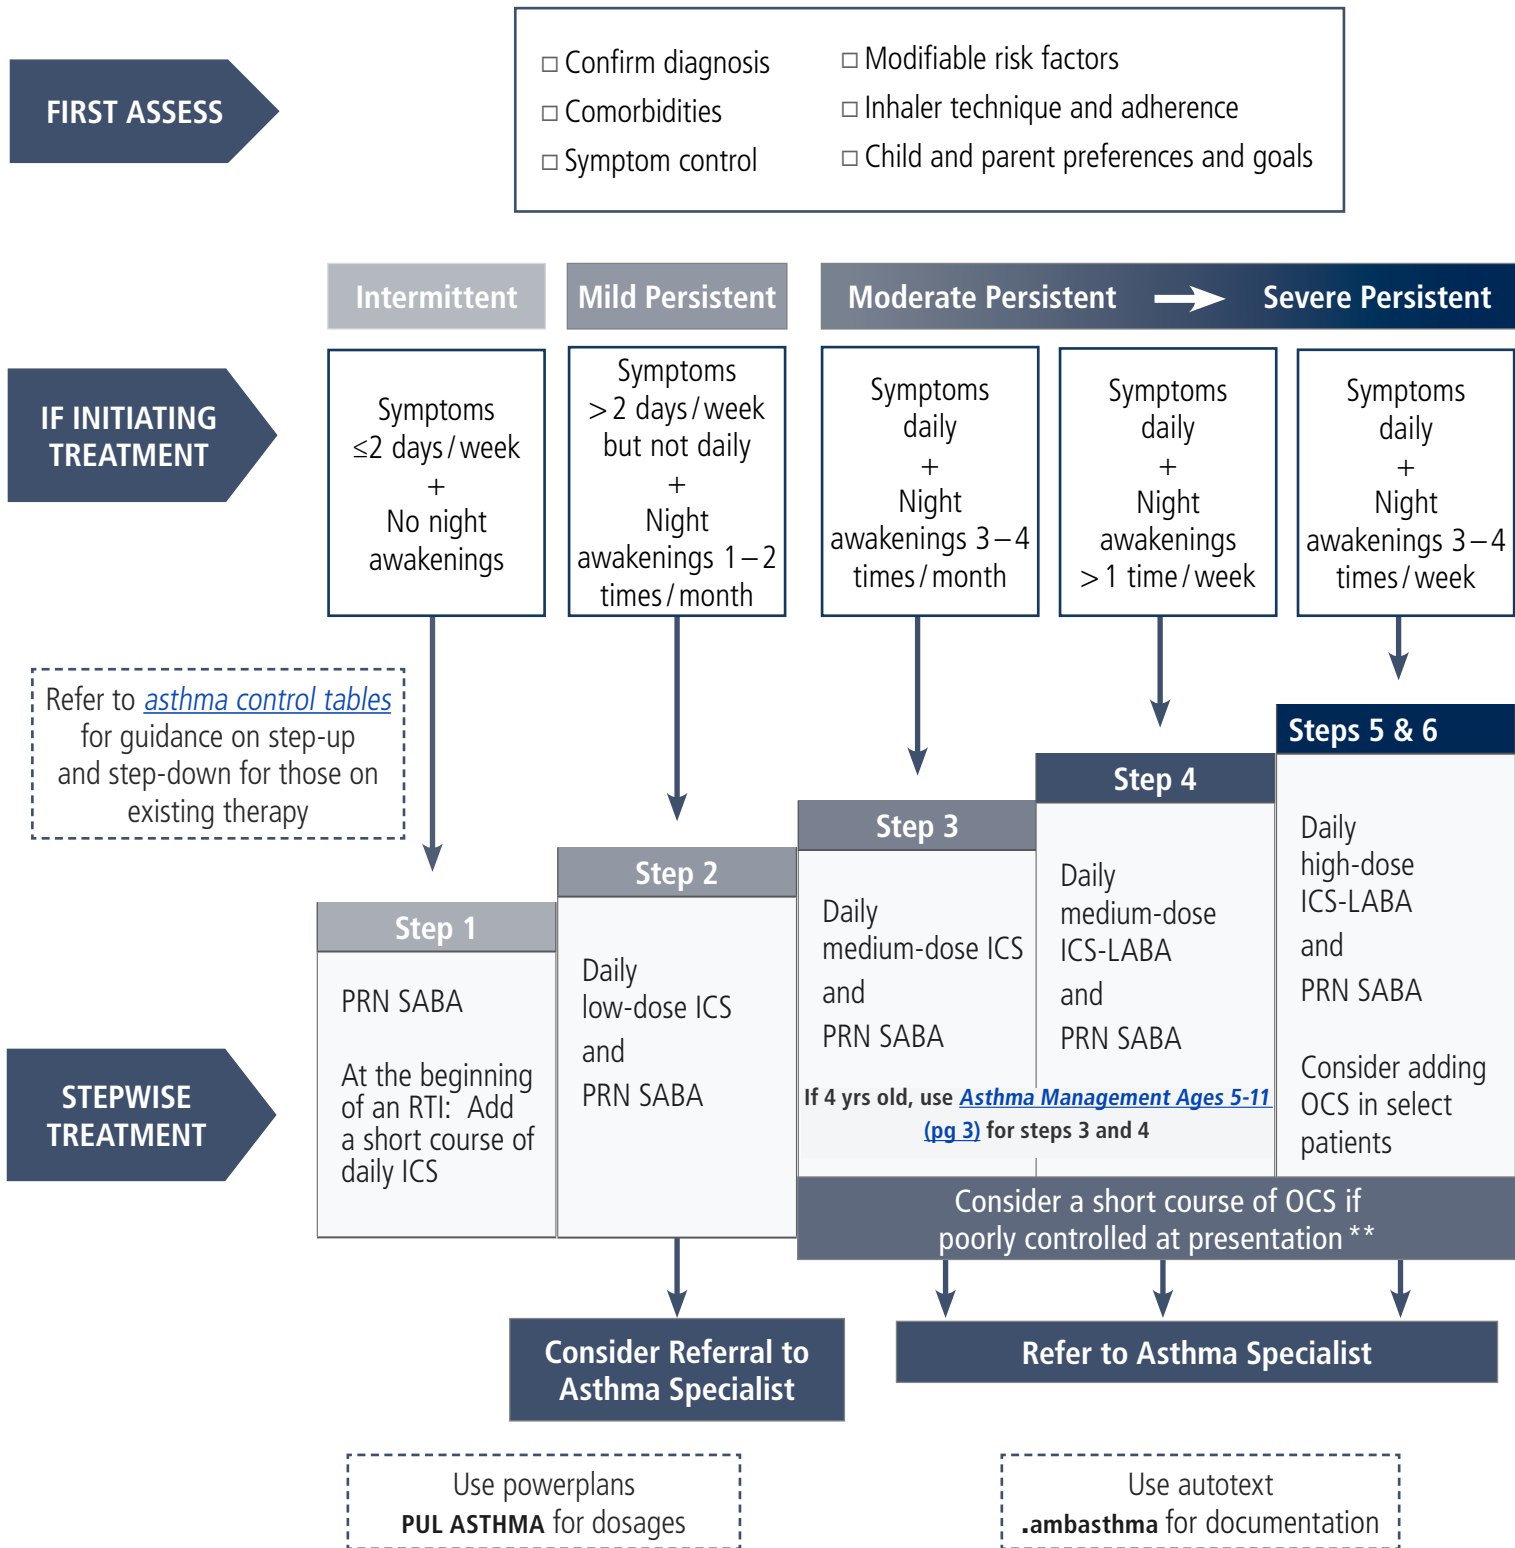 FIRST ASSESS
□ Confirm diagnosis
□ Comorbidities
□ Symptom control
□ Modifiable risk factors
□ Inhaler technique and adherence
□ Child and parent preferences and goals
Intermittent
Mild Persistent
Moderate Persistent
Severe Persistent
IF INITIATING
TREATMENT
Symptoms
≤2 days/week
+
No night
awakenings
Symptoms
>2 days/week
but not daily
+
Night
awakenings 1–2
times/month
Symptoms
daily
+
Night
awakenings 3–4
times/month
Symptoms
daily
+
Night
awakenings
>1 time/week
Symptoms
daily
+
Night
awakenings 3–4
times/week
Refer to asthma control tables
for guidance on step-up
and step-down for those on
existing therapy
STEPWISE
TREATMENT
Step 1
PRN SABA
At the beginning
of an RTI: Add
a short course of
daily ICS
Step 2
Daily
low-dose ICS
and
PRN SABA
Step 3
Daily
medium-dose ICS
and
PRN SABA
Step 4
Daily
medium-dose
ICS-LABA
and
PRN SABA
If 4 yrs old, use Asthma Management Ages 5-11
(pg 3) for steps 3 and 4
Steps 5 & 6
Daily
high-dose
ICS-LABA
and
PRN SABA
Consider adding
OCS in select
patients
Consider a short course of OCS if
poorly controlled at presentation **
Consider Referral to
Asthma Specialist
Refer to Asthma Specialist
Use powerplans
PUL ASTHMA for dosages
Use autotext
.ambasthma for documentation